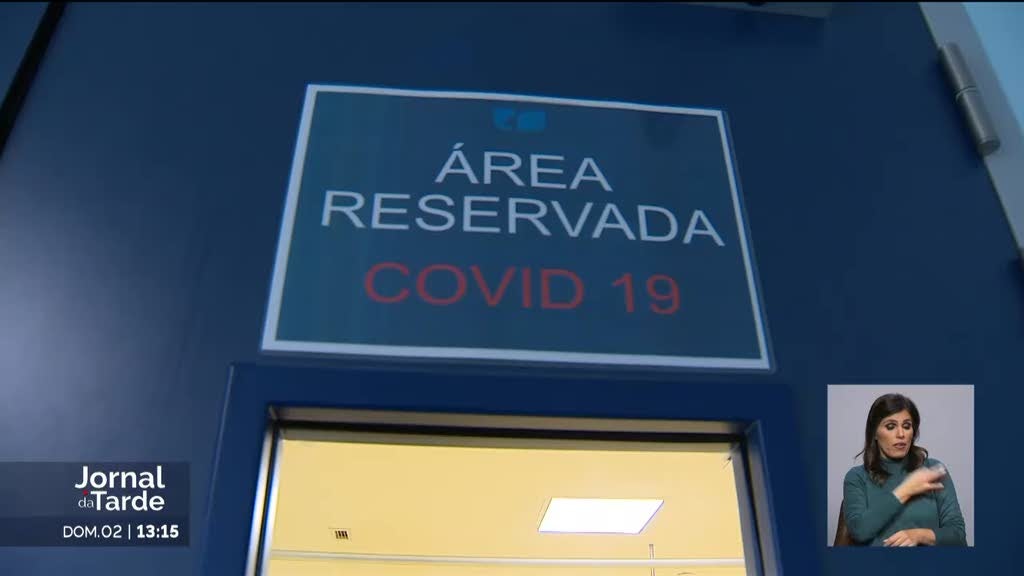 ÁREA
RESERVADA
COVID 19
Jornal
da Tarde
DOM.02 | 13:15